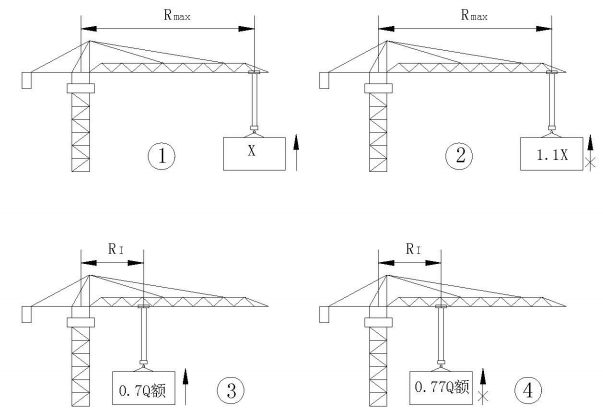 Rmax
Rmax
X
①
1.1X
②
RI
RI
0.7Q额
③
0.77Q额
④